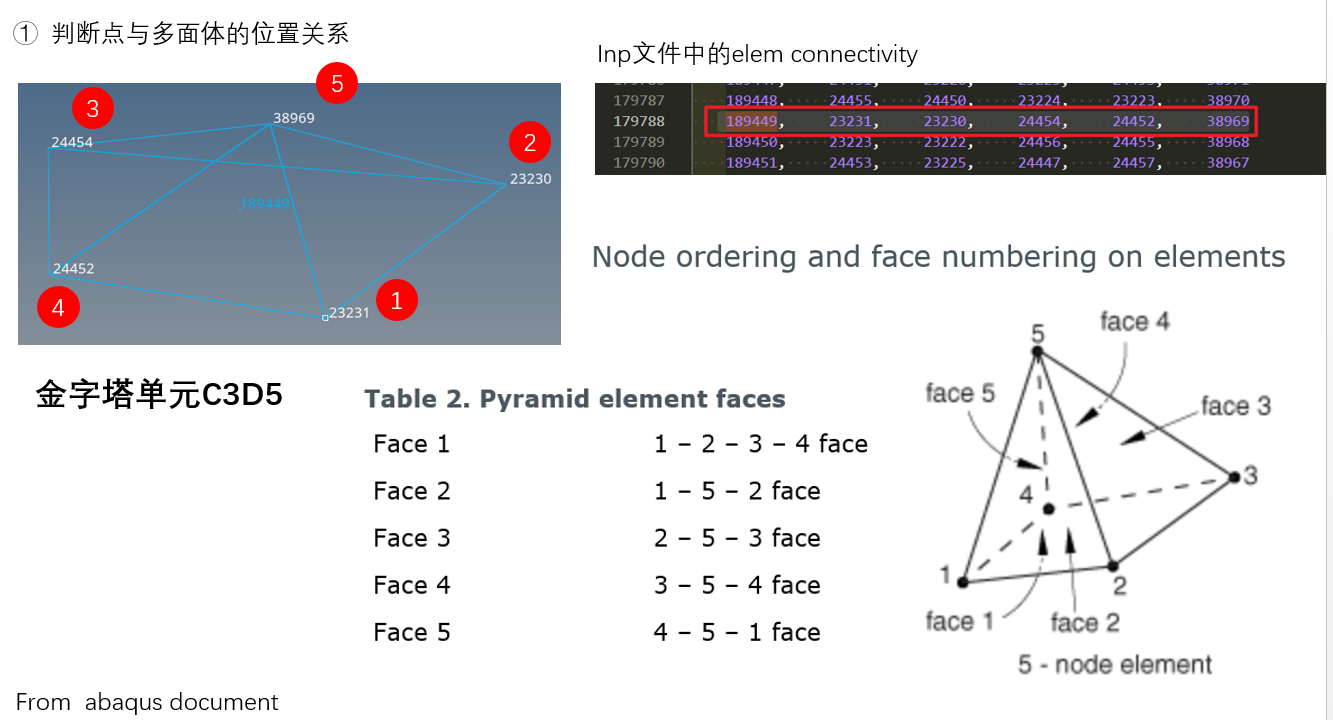 ① 判断点与多面体的位置关系
Inp文件中的elem connectivity
5
3
38969
24454
2
23230
189449
24452
4
1
23231
179787 189448, 24455, 24450, 23224, 23223, 38970
179788 189449, 23231, 23230, 24454, 24452, 38969
179789 189450, 23223, 23222, 24456, 24455, 38968
179790 189451, 24453, 23225, 24447, 24457, 38967
Node ordering and face numbering on elements
金字塔单元C3D5
Table 2. Pyramid element faces
Face 1 1 – 2 – 3 – 4 face
Face 2 1 – 5 – 2 face
Face 3 2 – 5 – 3 face
Face 4 3 – 5 – 4 face
Face 5 4 – 5 – 1 face
face 4
5
face 5
face 3
3
4
1
2
face 1
face 2
5 - node element
From abaqus document